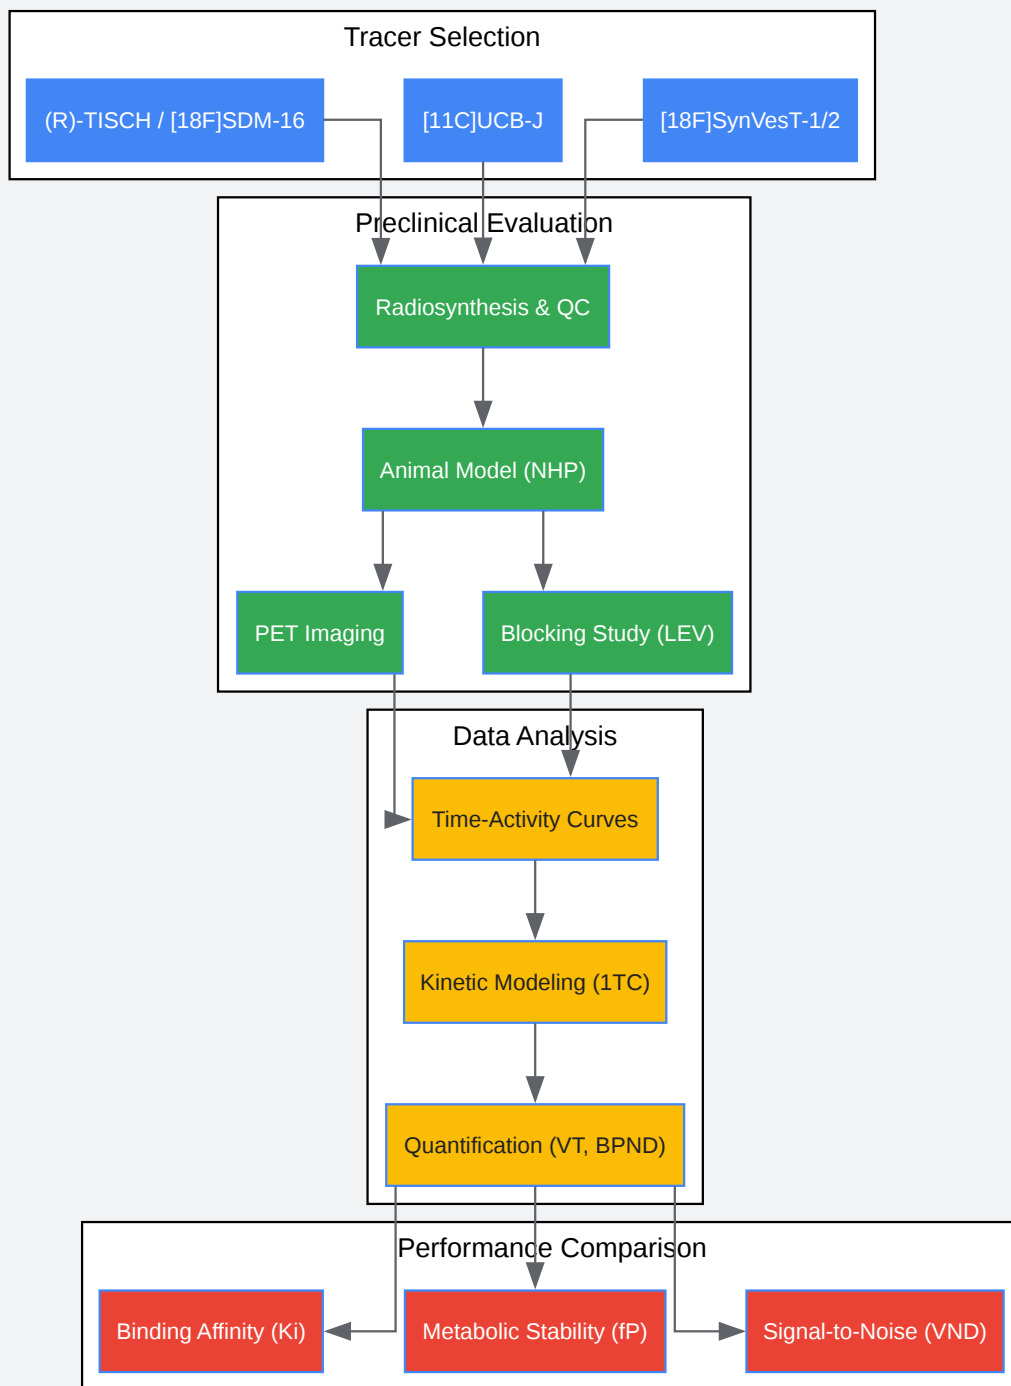 Tracer Selection
(R)-TISCH / [18F]SDM-16
[11C]UCB-J
[18F]SynVesT-1/2
Preclinical Evaluation
Radiosynthesis & QC
Animal Model (NHP)
PET Imaging
Blocking Study (LEV)
Data Analysis
Time-Activity Curves
Kinetic Modeling (1TC)
Quantification (VT, BPND)
Performance Comparison
Binding Affinity (Ki)
Metabolic Stability (fP)
Signal-to-Noise (VND)